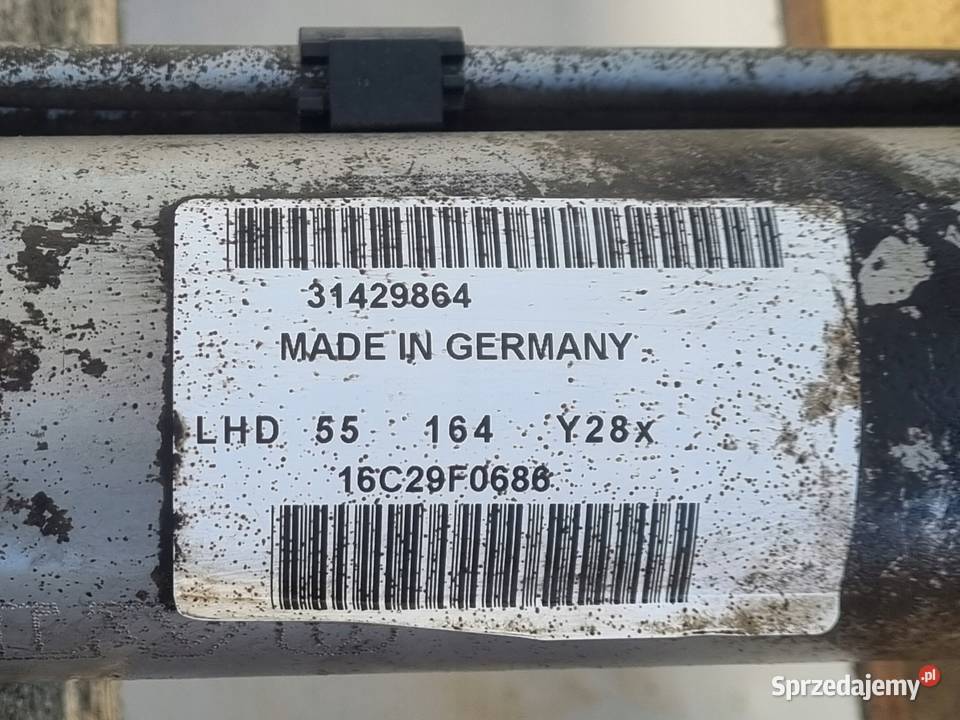 31429864
MADE IN GERMANY
LHD 55 164 Y28x
16C29F0686
Sprzedajemy.pl